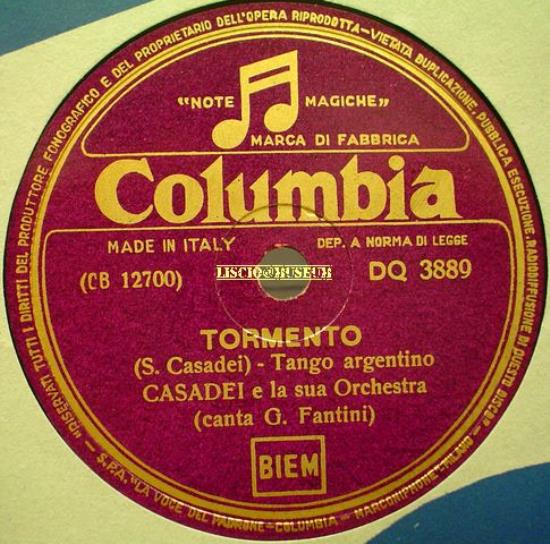 "RISERVATI TUTTI I DIRITTI DEL PRODUTTORE FONOGRAFICO E DEL PROPRIETARIO DELL'OPERA RIPRODOTTA-VIETATA DUPLICAZIONE, PUBBLICA ESECUZIONE, RADIODIFFUSIONE DI QUESTO DISCO"
"NOTE MAGICHE"
MARCA DI FABBRICA
Columbia
MADE IN ITALY DEP. A NORMA DI LEGGE
(CB 12700) LISCIO@MUSEUM DQ 3889
TORMENTO
(S. Casadei) - Tango argentino
CASADEI e la sua Orchestra
(canta G. Fantini)
BIEM
- S.P.A. "LA VOCE DEL PADRONE-COLUMBIA-MARCONIPHONE"-MILANO -